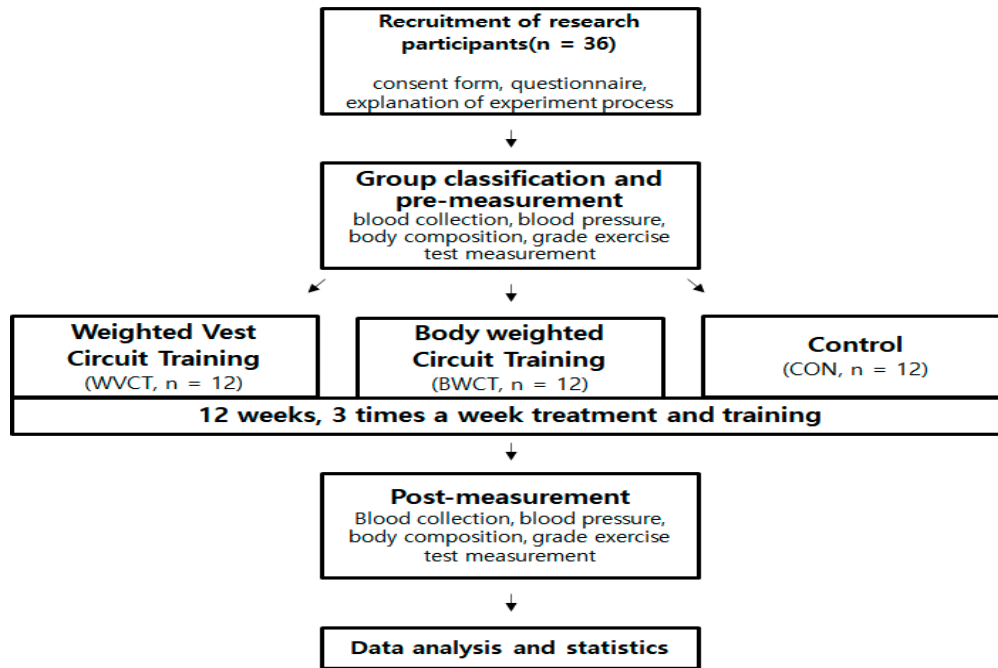 Recruitment of research
participants(n = 36)
consent form, questionnaire,
explanation of experiment process
Group classification and
pre-measurement
blood collection, blood pressure,
body composition, grade exercise
test measurement
Weighted Vest
Circuit Training
(WVCT, n = 12)
Body weighted
Circuit Training
(BWCT, n = 12)
Control
(CON, n = 12)
12 weeks, 3 times a week treatment and training
Post-measurement
Blood collection, blood pressure,
body composition, grade exercise
test measurement
Data analysis and statistics